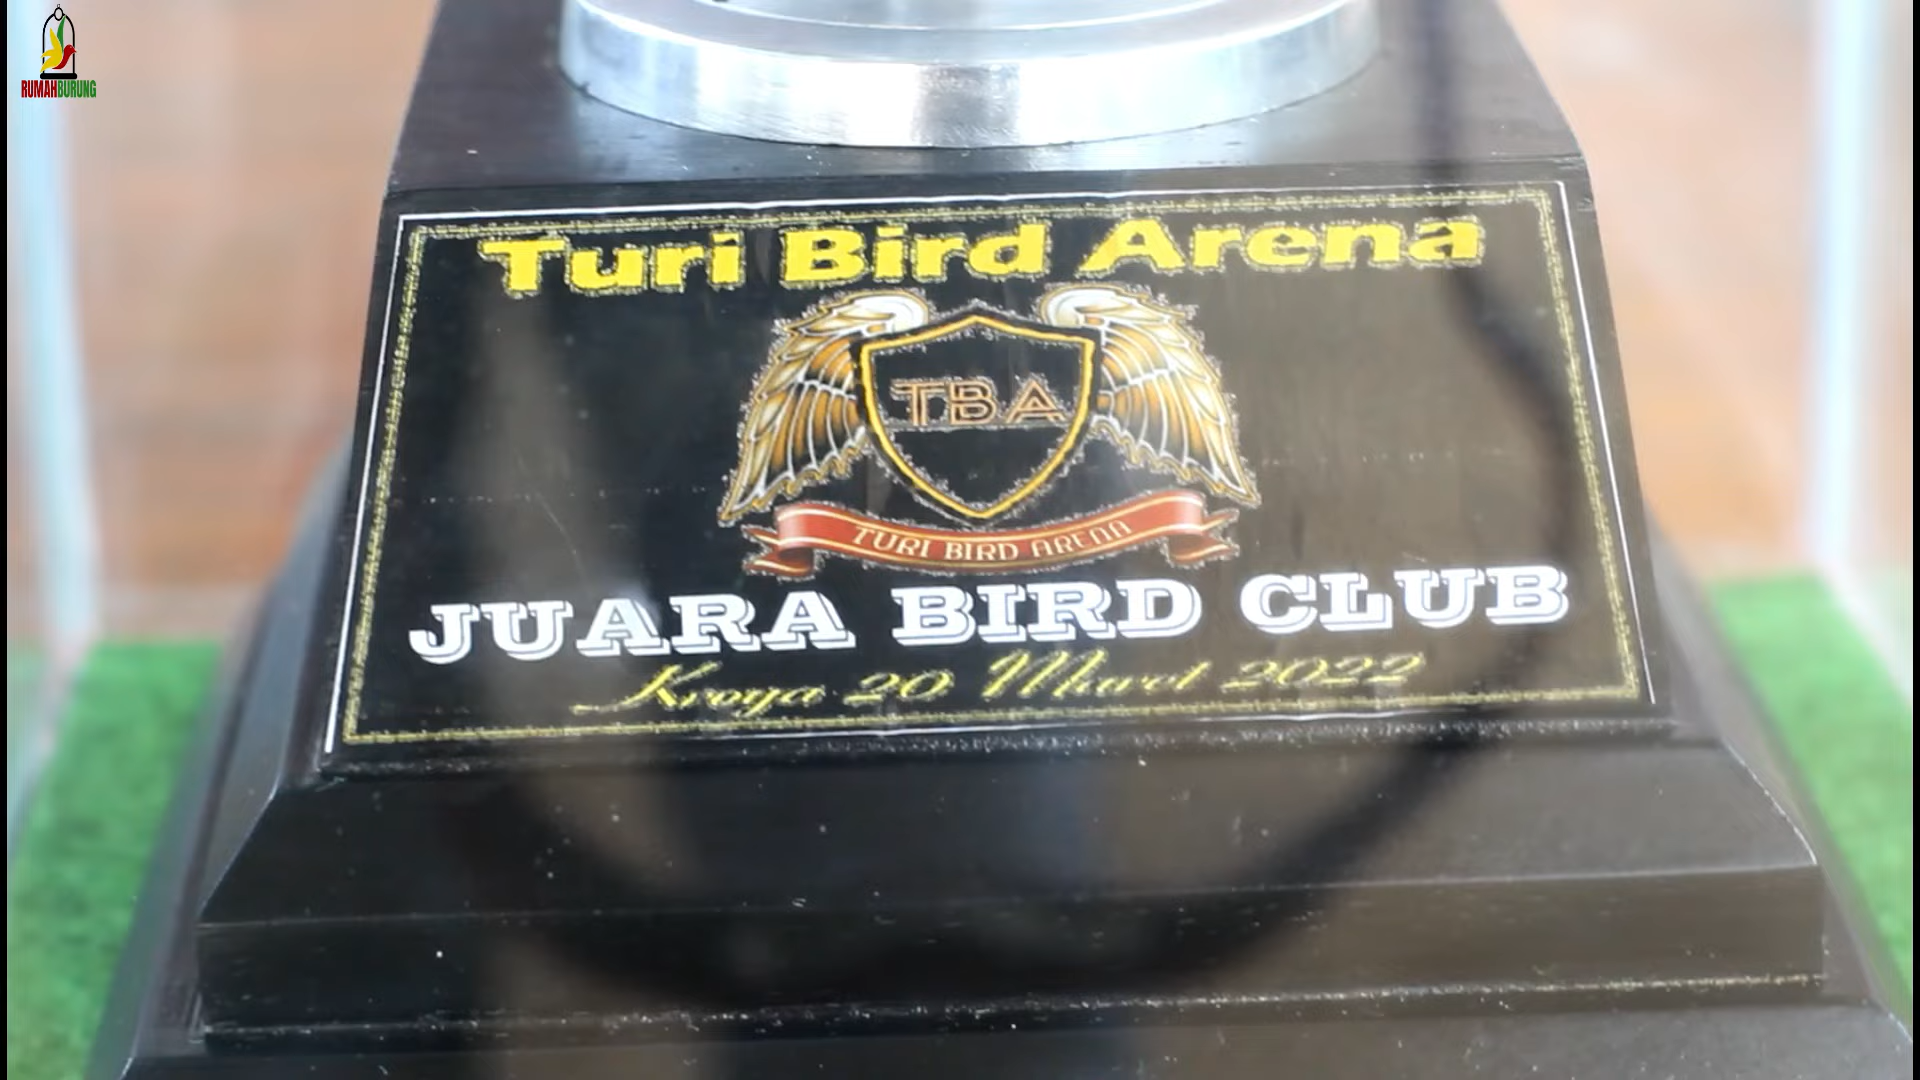 RUMAHBURUNG
Turi Bird Arena
TBA
TURI BIRD ARENA
JUARA BIRD CLUB
Kroya 20 Maret 2022